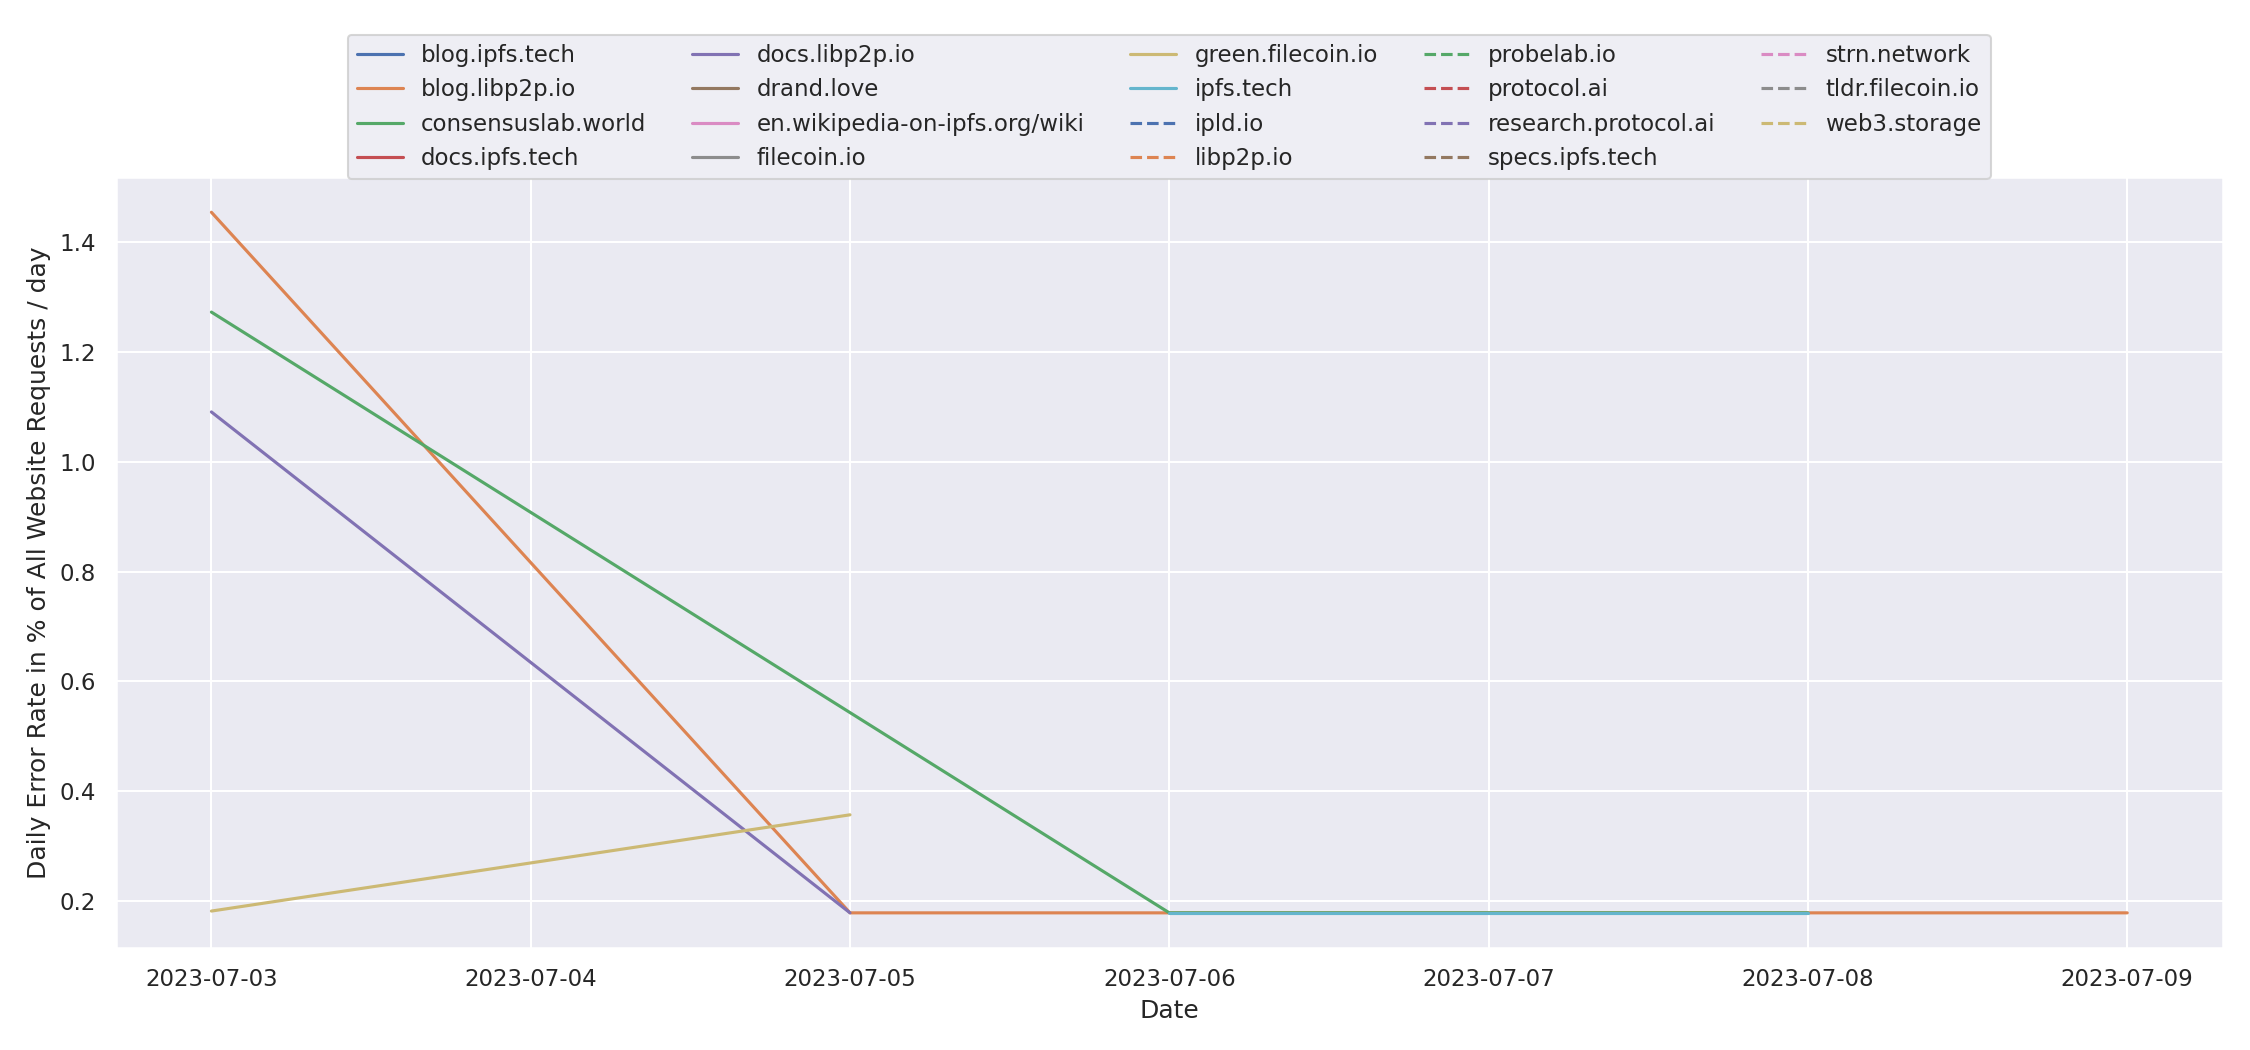 blog.ipfs.tech
blog.libp2p.io
consensuslab.world
docs.ipfs.tech
docs.libp2p.io
drand.love
en.wikipedia-on-ipfs.org/wiki
filecoin.io
green.filecoin.io
ipfs.tech
ipld.io
libp2p.io
probelab.io
protocol.ai
research.protocol.ai
specs.ipfs.tech
strn.network
tldr.filecoin.io
web3.storage
Daily Error Rate in % of All Website Requests / day
1.4
1.2
1.0
0.8
0.6
0.4
0.2
2023-07-03
2023-07-04
2023-07-05
2023-07-06
2023-07-07
2023-07-08
2023-07-09
Date